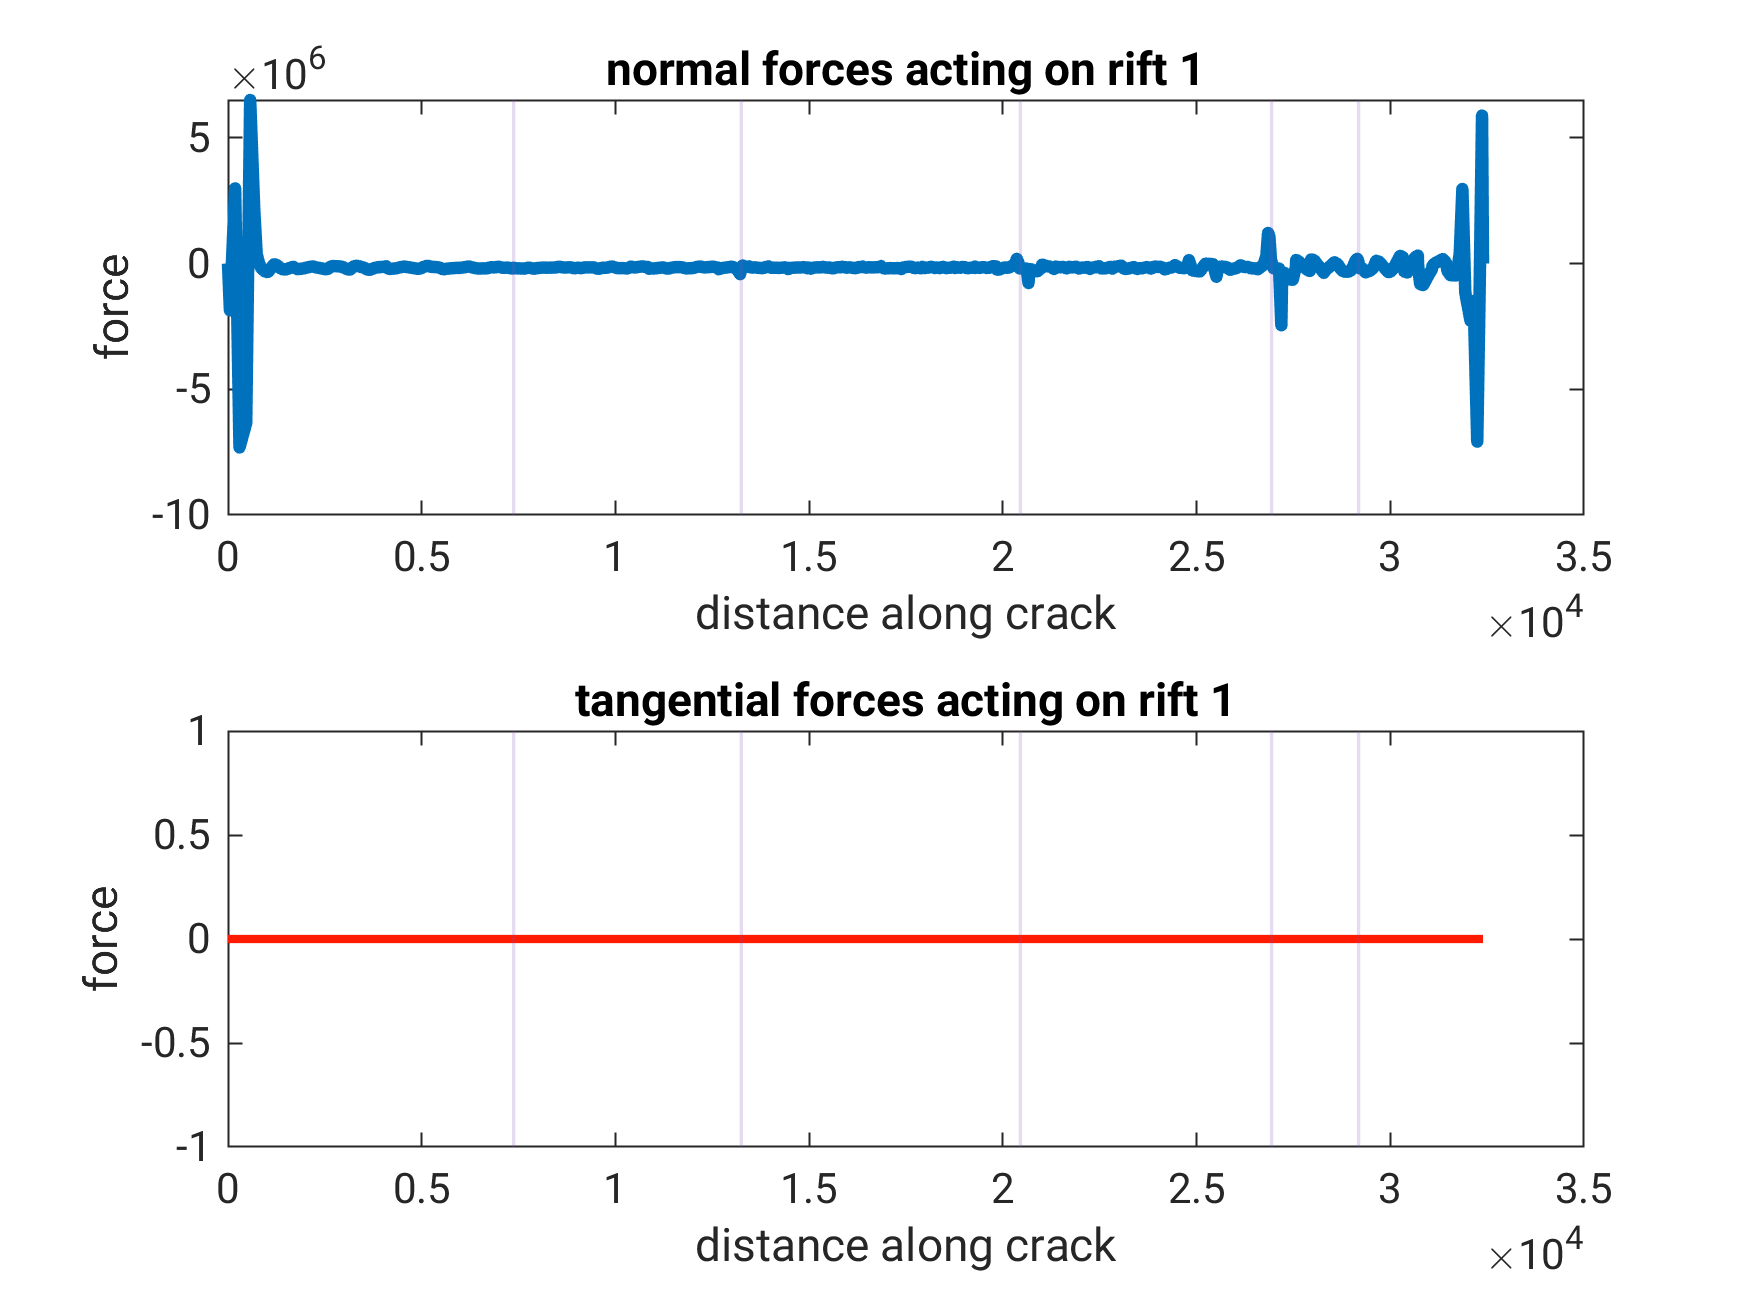 ×10^6
normal forces acting on rift 1
5
0
-5
-10
force
0 0.5 1 1.5 2 2.5 3 3.5
distance along crack
×10^4
tangential forces acting on rift 1
1
0.5
0
-0.5
-1
force
0 0.5 1 1.5 2 2.5 3 3.5
distance along crack
×10^4